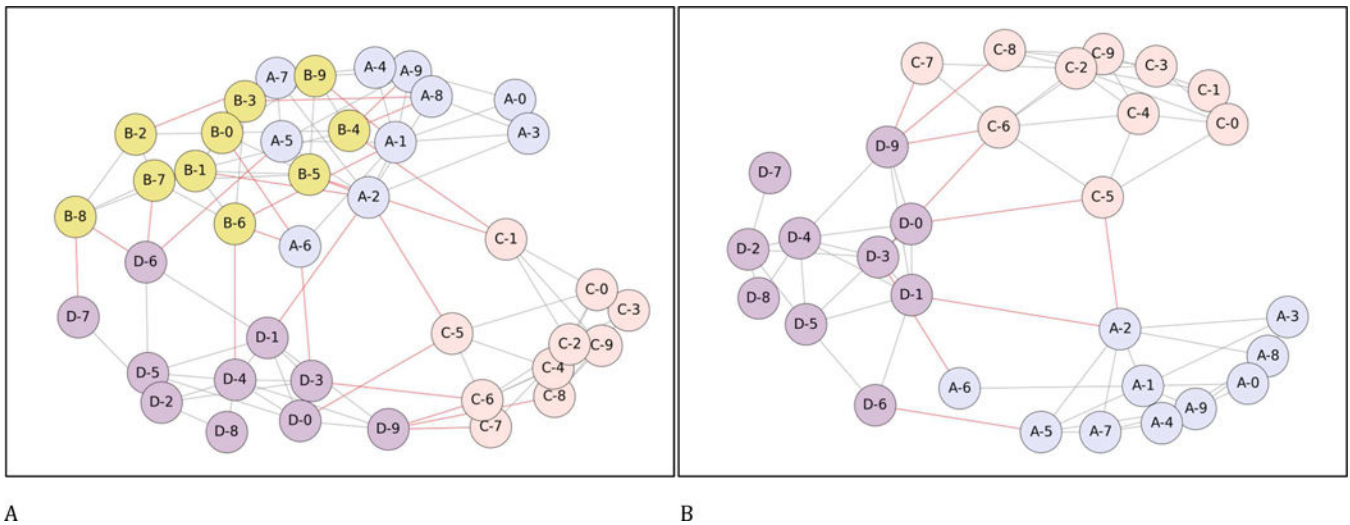 A-7
B-9
A-4
A-9
B-3
A-8
A-0
B-2
B-0
A-5
B-4
A-1
A-3
B-7
B-1
B-5
A-2
B-8
B-6
A-6
C-1
D-6
C-0
C-3
D-7
D-1
C-5
C-2
C-9
D-5
D-4
D-3
C-4
D-2
C-6
C-8
D-8
D-0
D-9
C-7
A
C-8
C-9
C-7
C-2
C-3
C-1
C-6
C-4
C-0
D-9
D-7
C-5
D-0
D-4
D-2
D-3
D-8
D-1
D-5
A-2
A-3
A-8
A-6
A-1
A-0
D-6
A-9
A-5
A-7
A-4
B